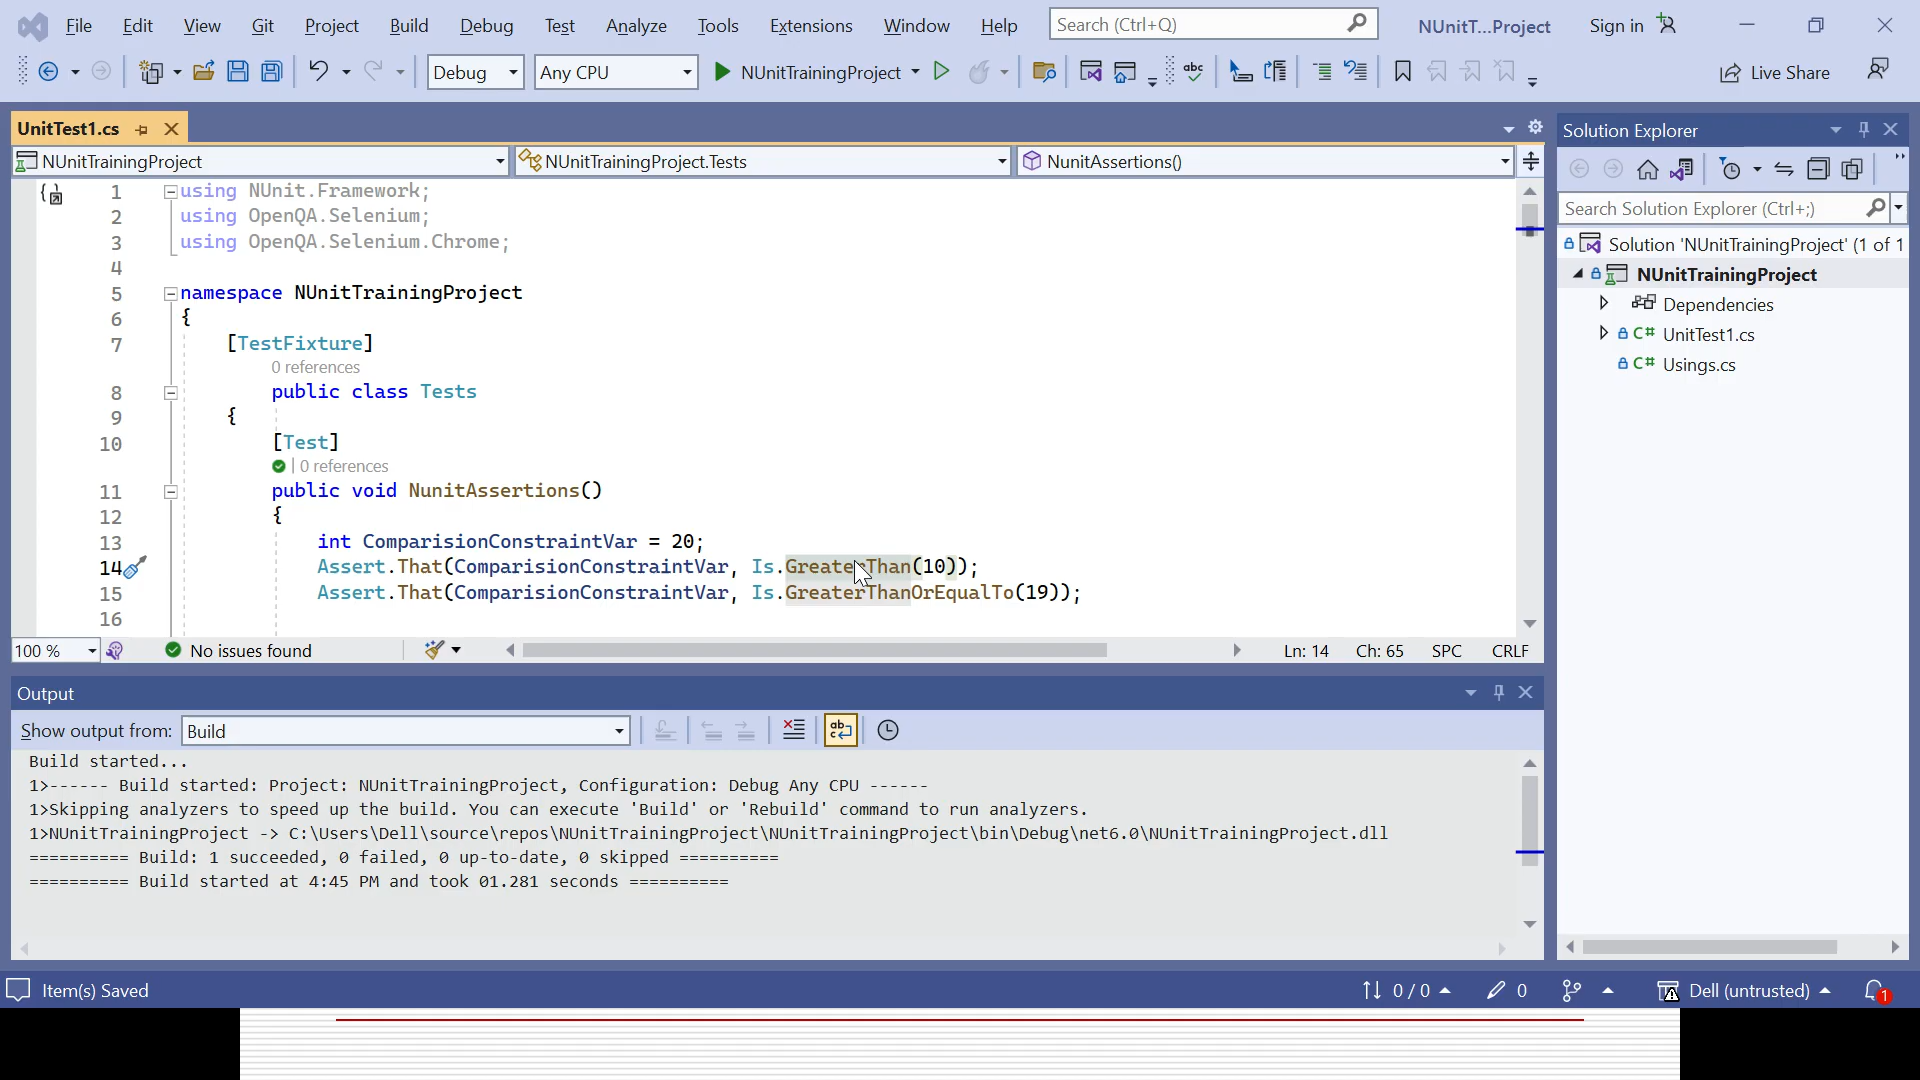 File Edit View Git Project Build Debug Test Analyze Tools Extensions Window Help Search (Ctrl+Q) NUnitT...Project Sign in
Debug Any CPU NUnitTrainingProject abc Live Share
UnitTest1.cs
NUnitTrainingProject NUnitTrainingProject.Tests NunitAssertions()
1 using NUnit.Framework;
2 using OpenQA.Selenium;
3 using OpenQA.Selenium.Chrome;
4
5 namespace NUnitTrainingProject
6 {
7 [TestFixture]
0 references
8 public class Tests
9 {
10 [Test]
0 references
11 public void NunitAssertions()
12 {
13 int ComparisionConstraintVar = 20;
14 Assert.That(ComparisionConstraintVar, Is.GreaterThan(10));
15 Assert.That(ComparisionConstraintVar, Is.GreaterThanOrEqualTo(19));
16
100 % No issues found Ln: 14 Ch: 65 SPC CRLF
Output
Show output from: Build
Build started...
1>------ Build started: Project: NUnitTrainingProject, Configuration: Debug Any CPU ------
1>Skipping analyzers to speed up the build. You can execute 'Build' or 'Rebuild' command to run analyzers.
1>NUnitTrainingProject -> C:\Users\Dell\source\repos\NUnitTrainingProject\NUnitTrainingProject\bin\Debug\net6.0\NUnitTrainingProject.dll
========== Build: 1 succeeded, 0 failed, 0 up-to-date, 0 skipped ==========
========== Build started at 4:45 PM and took 01.281 seconds ==========
Solution Explorer
Search Solution Explorer (Ctrl+;)
Solution 'NUnitTrainingProject' (1 of 1
NUnitTrainingProject
Dependencies
C# UnitTest1.cs
C# Usings.cs
Item(s) Saved 0 / 0 0 Dell (untrusted) 1